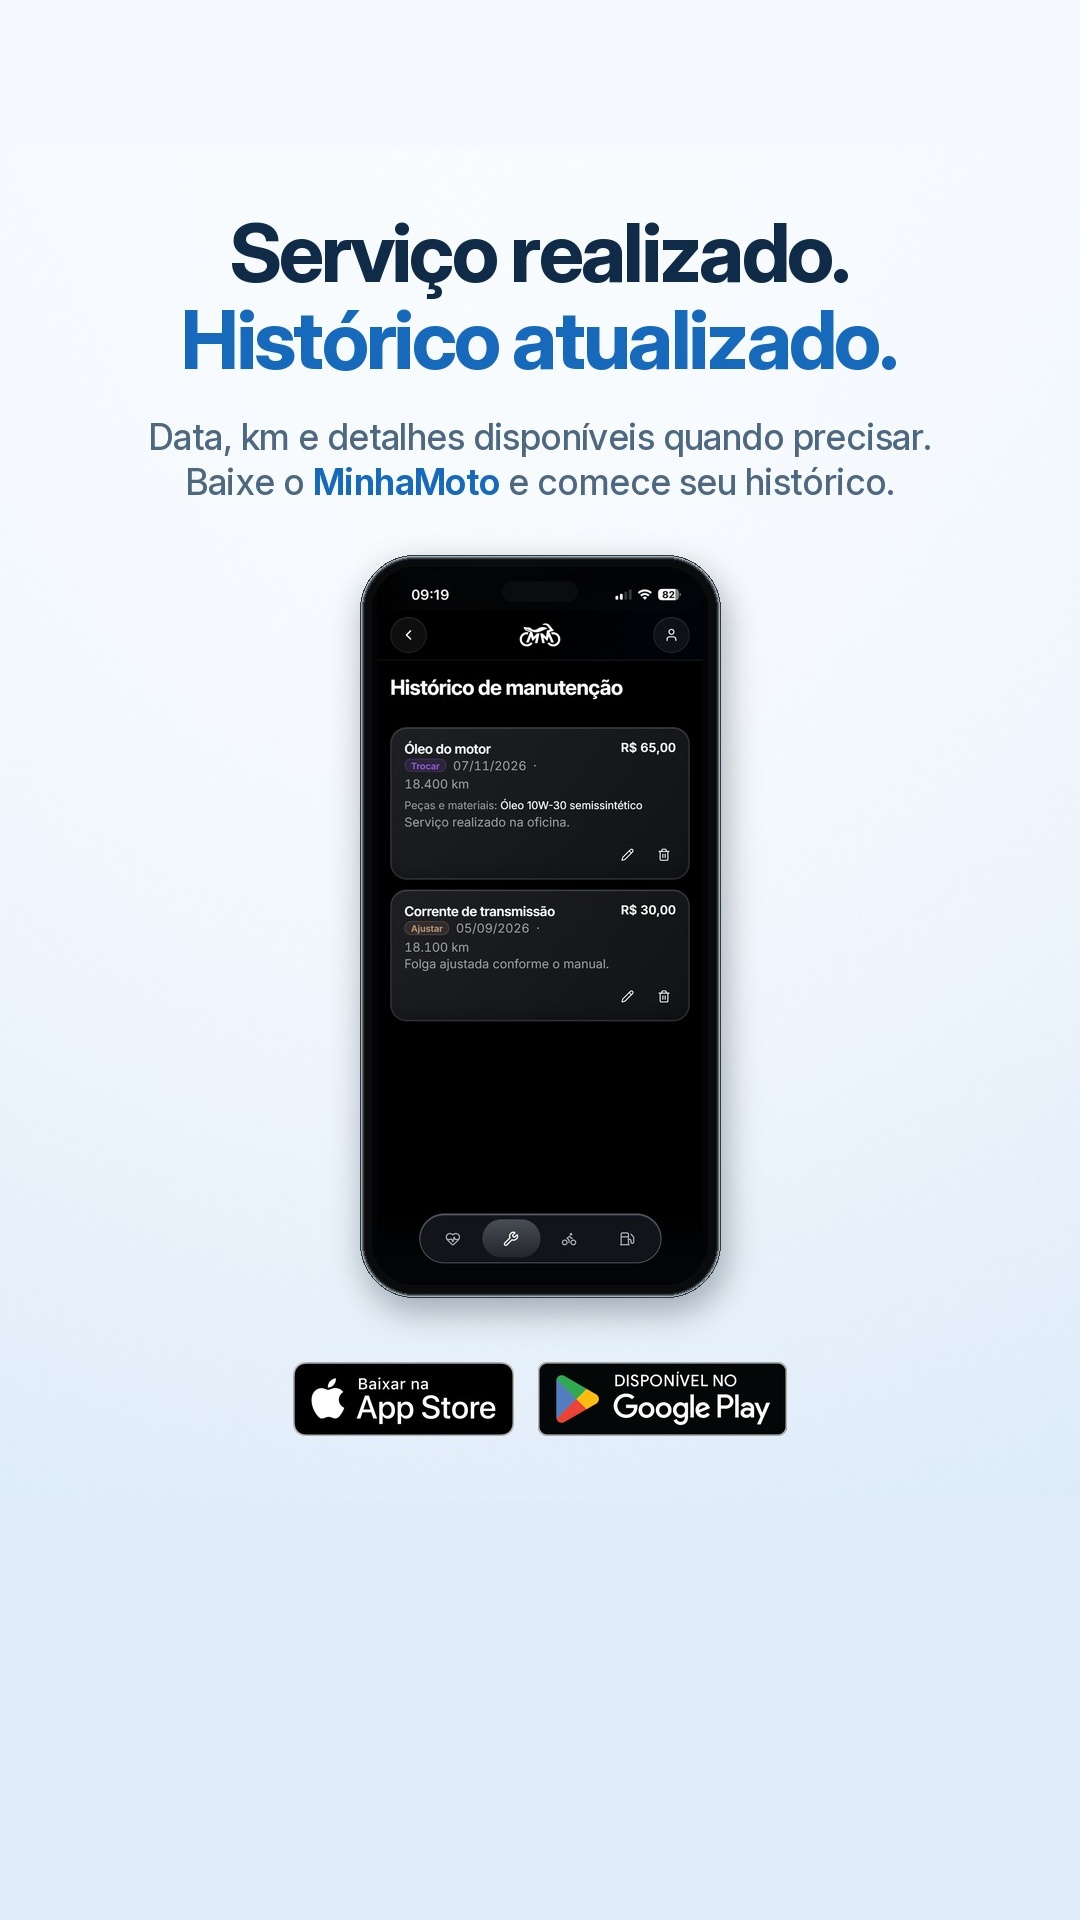 Serviço realizado.
Histórico atualizado.
Data, km e detalhes disponíveis quando precisar.
Baixe o MinhaMoto e comece seu histórico.
09:19
82
MM
Histórico de manutenção
Óleo do motor
R$ 65,00
Trocar 07/11/2026 ·
18.400 km
Peças e materiais: Óleo 10W-30 semissintético
Serviço realizado na oficina.
Corrente de transmissão
R$ 30,00
Ajustar 05/09/2026 ·
18.100 km
Folga ajustada conforme o manual.
Baixar na
App Store
DISPONÍVEL NO
Google Play